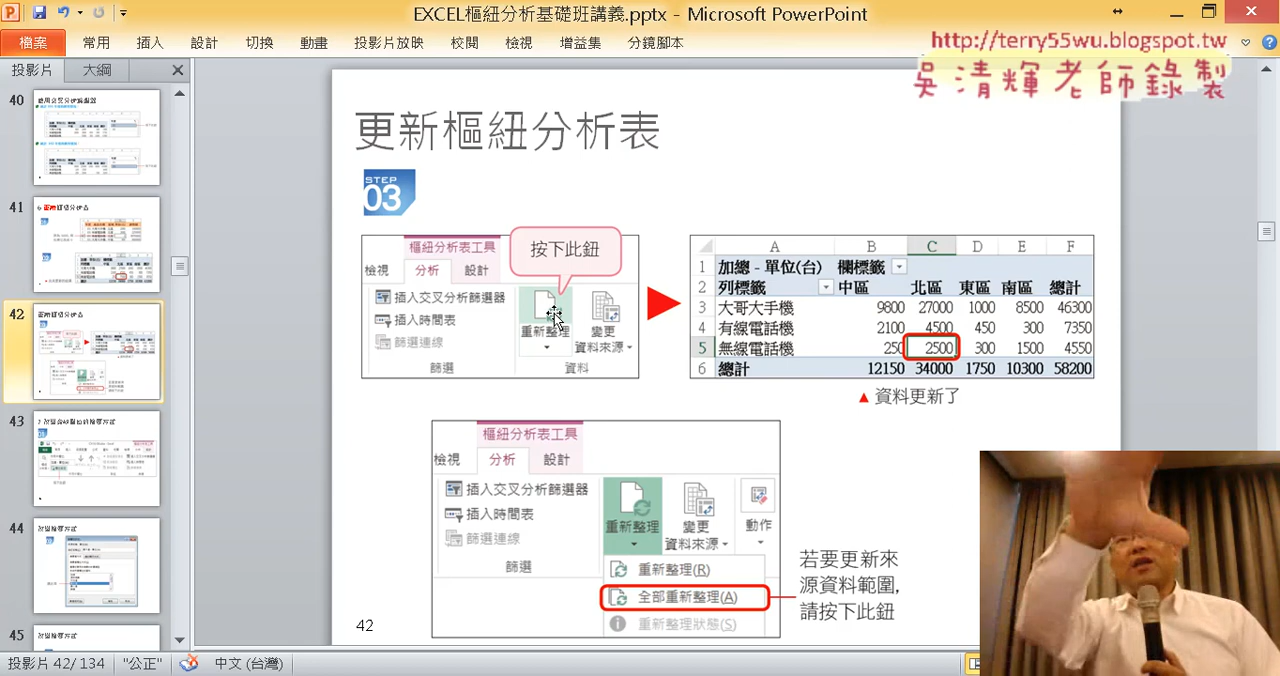 EXCEL樞紐分析基礎班講義.pptx - Microsoft PowerPoint
檔案 常用 插入 設計 切換 動畫 投影片放映 校閱 檢視 增益集 分鏡腳本
http://terry55wu.blogspot.tw
吳清輝老師錄製
投影片 大綱
40
41
42
43
44
45
更新樞紐分析表
STEP
03
樞紐分析表工具
檢視 分析 設計
插入交叉分析篩選器
插入時間表
篩選連線
篩選
重新整理
變更
資料來源
資料
按下此鈕
A B C D E F
1 加總 - 單位(台) 欄標籤
2 列標籤 中區 北區 東區 南區 總計
3 大哥大手機 9800 27000 1000 8500 46300
4 有線電話機 2100 4500 450 300 7350
5 無線電話機 250 2500 300 1500 4550
6 總計 12150 34000 1750 10300 58200
▲ 資料更新了
樞紐分析表工具
檢視 分析 設計
插入交叉分析篩選器
插入時間表
篩選連線
篩選
重新整理
變更
資料來源
動作
重新整理(R)
全部重新整理(A)
重新整理狀態(S)
若要更新來
源資料範圍,
請按下此鈕
42
投影片 42/ 134 "公正" 中文 (台灣)